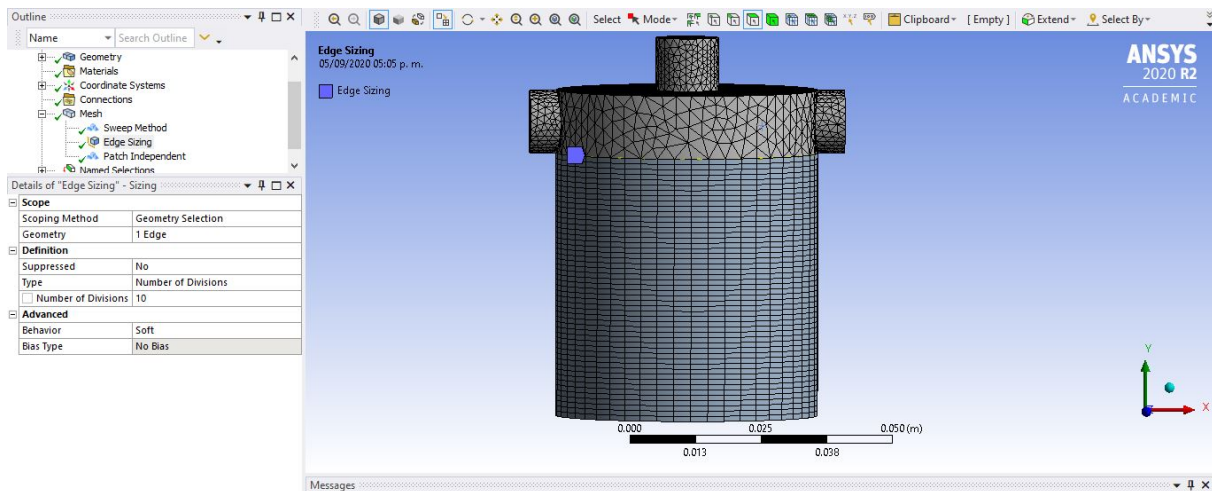 Outline
Select Mode Clipboard [ Empty ] Extend Select By
Name Search Outline
Geometry
Materials
Coordinate Systems
Connections
Mesh
Sweep Method
Edge Sizing
Patch Independent
Named Selections
Details of "Edge Sizing" - Sizing
Scope
Scoping Method Geometry Selection
Geometry 1 Edge
Definition
Suppressed No
Type Number of Divisions
Number of Divisions 10
Advanced
Behavior Soft
Bias Type No Bias
Edge Sizing
05/09/2020 05:05 p. m.
Edge Sizing
ANSYS
2020 R2
ACADEMIC
Y
X
0.000 0.025 0.050 (m)
0.013 0.038
Messages